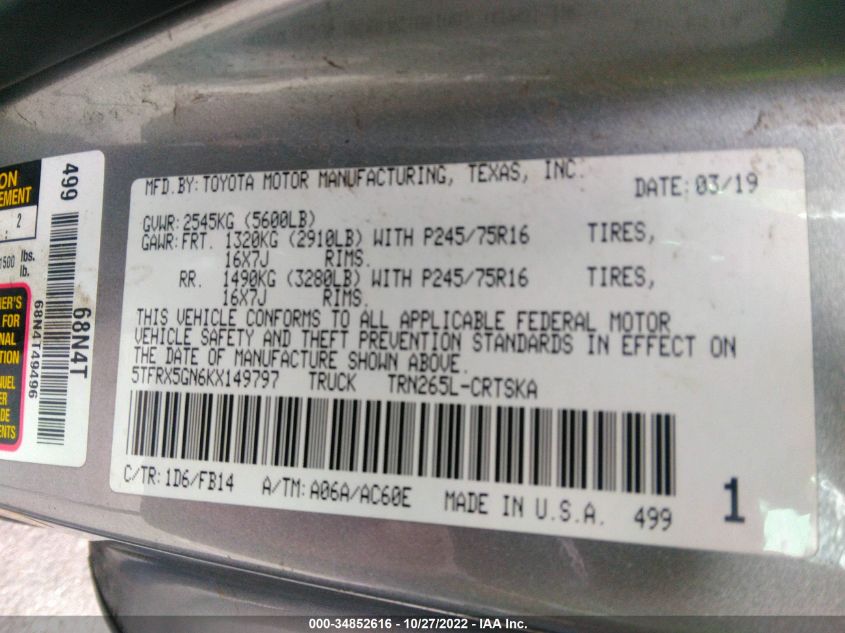 MFD.BY: TOYOTA MOTOR MANUFACTURING, TEXAS, INC.
DATE: 03/19
GVWR: 2545KG (5600LB)
GAWR: FRT. 1320KG (2910LB) WITH P245/75R16 TIRES,
16X7J RIMS.
RR. 1490KG (3280LB) WITH P245/75R16 TIRES,
16X7J RIMS.
THIS VEHICLE CONFORMS TO ALL APPLICABLE FEDERAL MOTOR
VEHICLE SAFETY AND THEFT PREVENTION STANDARDS IN EFFECT ON
THE DATE OF MANUFACTURE SHOWN ABOVE.
5TFRX5GN6KX149797 TRUCK TRN265L-CRTSKA
C/TR: 1D6/FB14 A/TM: A06A/AC60E MADE IN U.S.A. 499
1
499
68N4T
68N4T49496
ON
EMENT
: 2
1500 lbs.
lb.
ER'S
FOR
NAL
TION
UEL
ER
DE
ENTS
000-34852616 - 10/27/2022 - IAA Inc.